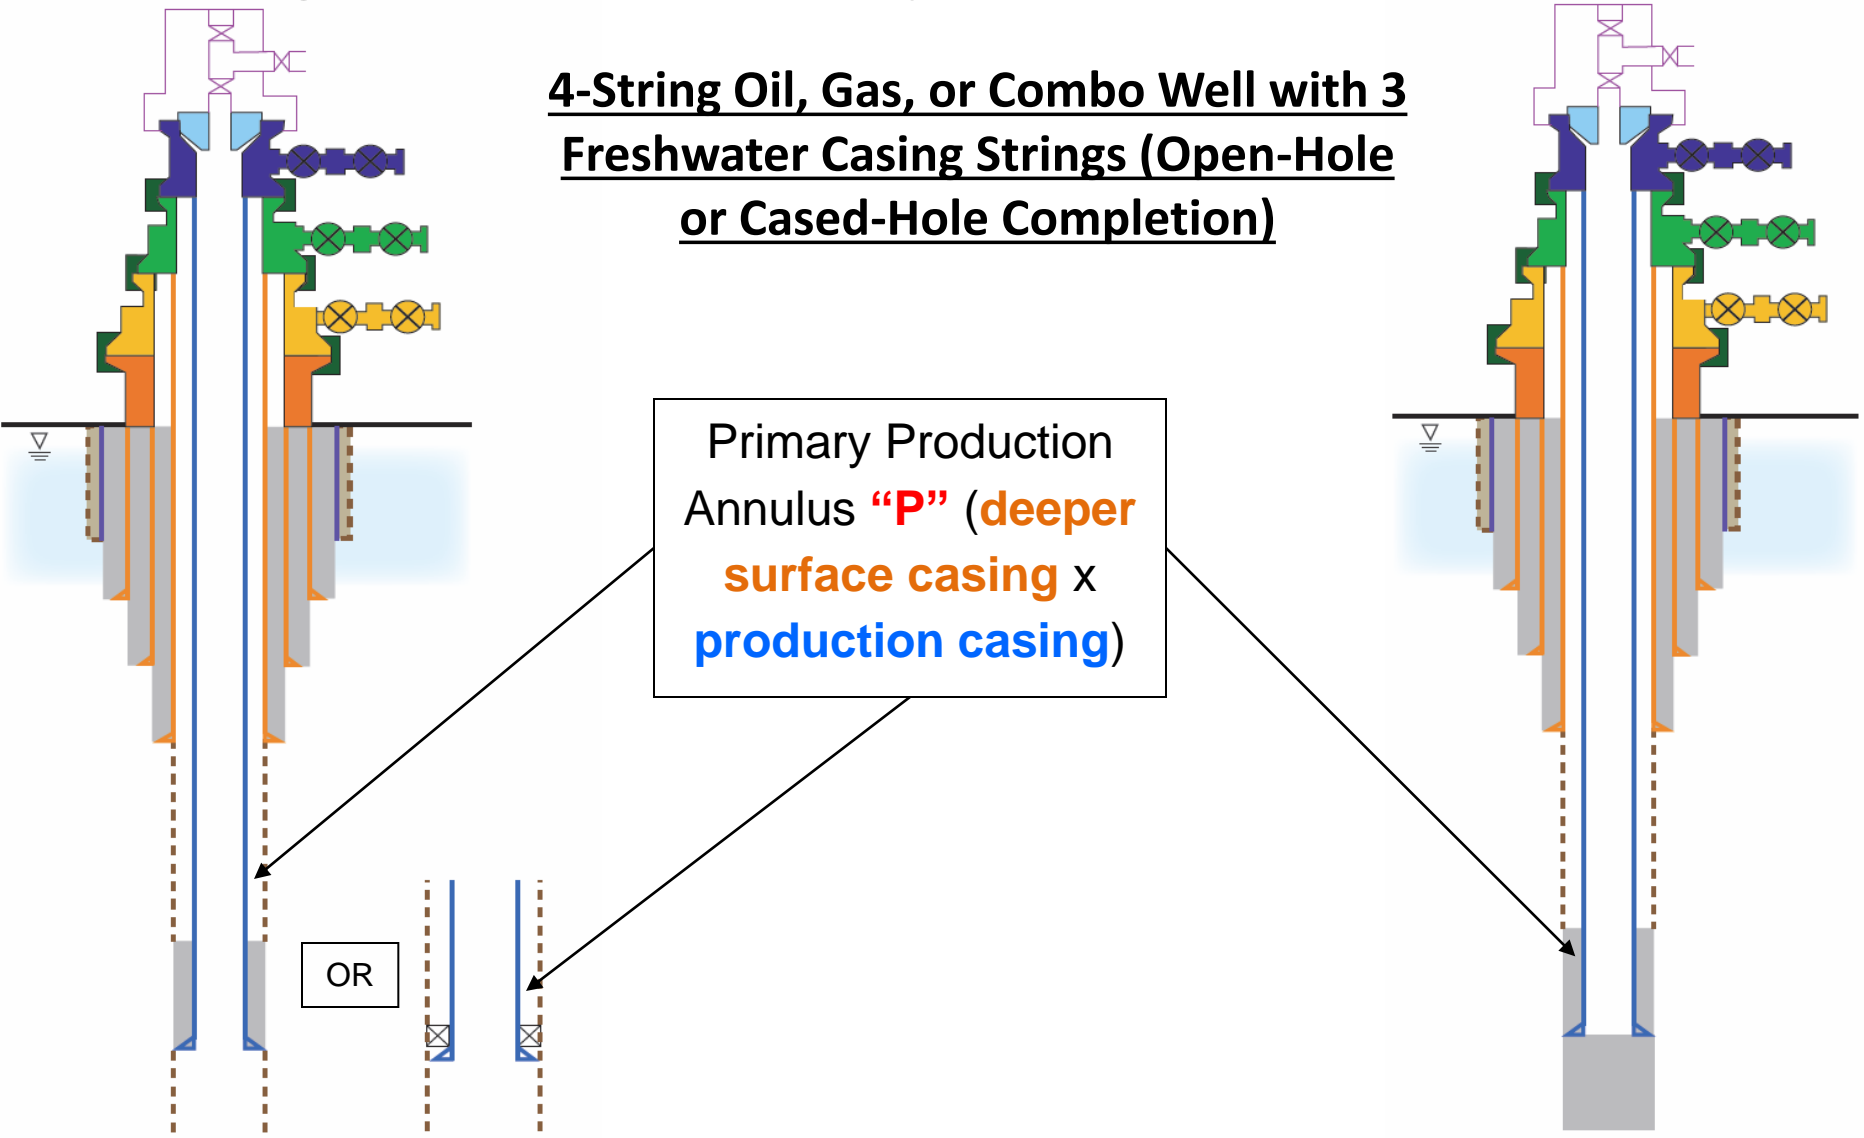 4-String Oil, Gas, or Combo Well with 3
Freshwater Casing Strings (Open-Hole
or Cased-Hole Completion)
Primary Production
Annulus “P” (deeper
surface casing x
production casing)
OR